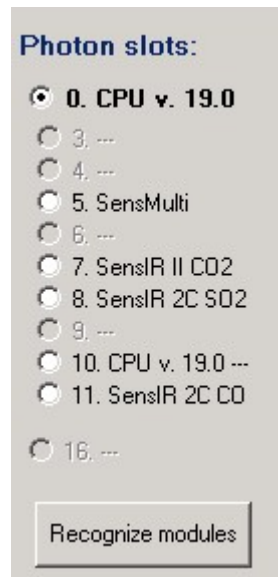 Photon slots:
0. CPU v. 19.0
3. ---
4. ---
5. SensMulti
6. ---
7. SensIR II CO2
8. SensIR 2C SO2
9. ---
10. CPU v. 19.0 ---
11. SensIR 2C CO
16. ---
Recognize modules